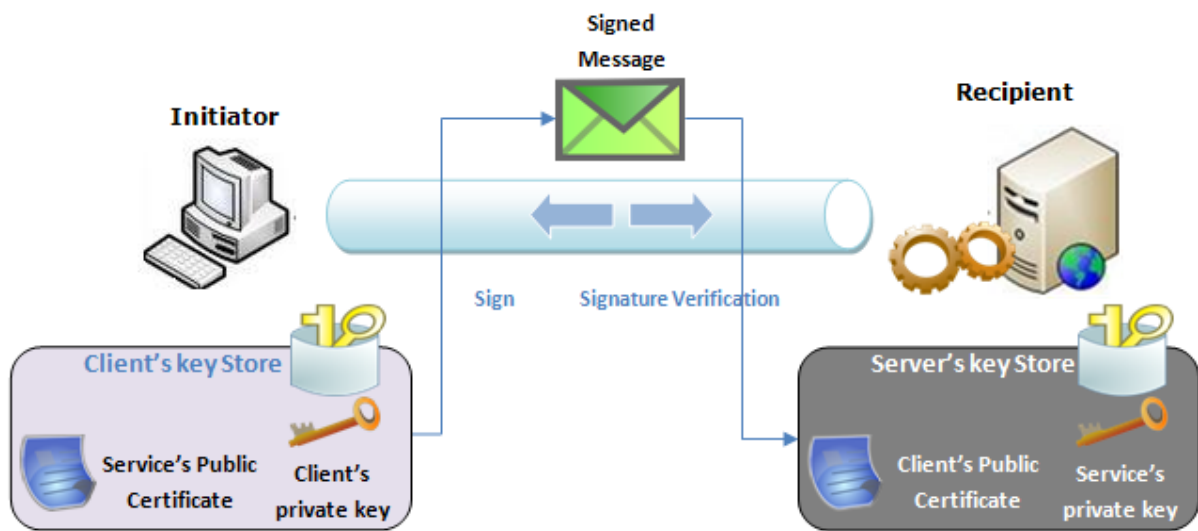 Signed
Message
Initiator
Recipient
Sign
Signature Verification
Client's key Store
Service's Public
Certificate
Client's
private key
Server's key Store
Client's Public
Certificate
Service's
private key